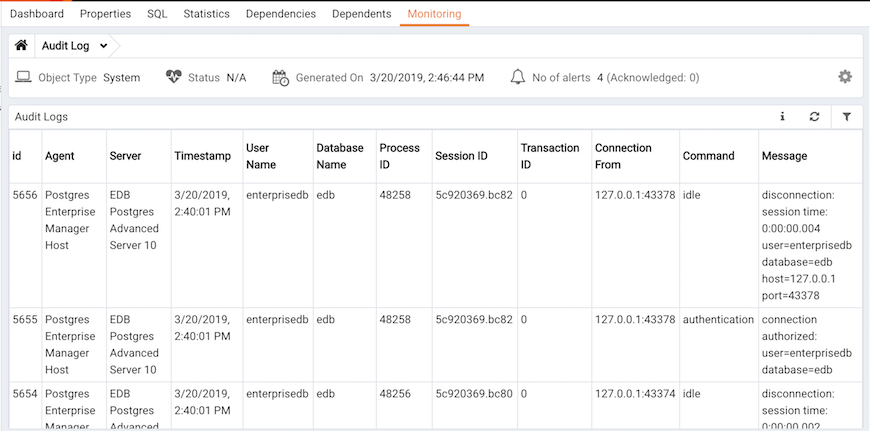 Dashboard Properties SQL Statistics Dependencies Dependents Monitoring
Audit Log
Object Type System Status N/A Generated On 3/20/2019, 2:46:44 PM No of alerts 4 (Acknowledged: 0)
Audit Logs
id Agent Server Timestamp User Name Database Name Process ID Session ID Transaction ID Connection From Command Message
5656 Postgres EDB 3/20/2019, enterprisedb edb 48258 5c920369.bc82 0 127.0.0.1:43378 idle disconnection:
Enterprise Postgres 2:40:01 PM session time:
Manager Advanced 0:00:00.004
Host Server 10 user=enterprisedb
database=edb
host=127.0.0.1
port=43378
5655 Postgres EDB 3/20/2019, enterprisedb edb 48258 5c920369.bc82 0 127.0.0.1:43378 authentication connection
Enterprise Postgres 2:40:01 PM authorized:
Manager Advanced user=enterprisedb
Host Server 10 database=edb
5654 Postgres EDB 3/20/2019, enterprisedb edb 48256 5c920369.bc80 0 127.0.0.1:43374 idle disconnection:
Enterprise Postgres 2:40:01 PM session time:
Manager Advanced 0:00:00.002